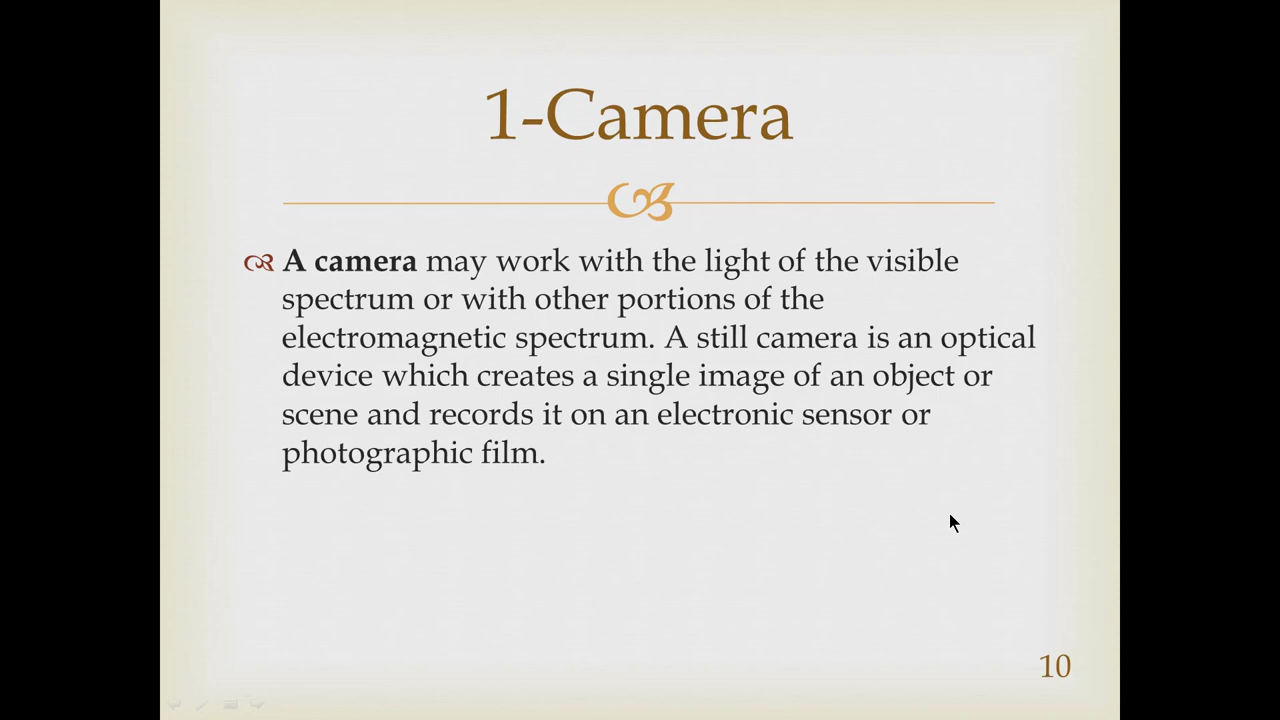 1-Camera
A camera may work with the light of the visible
spectrum or with other portions of the
electromagnetic spectrum. A still camera is an optical
device which creates a single image of an object or
scene and records it on an electronic sensor or
photographic film.
10